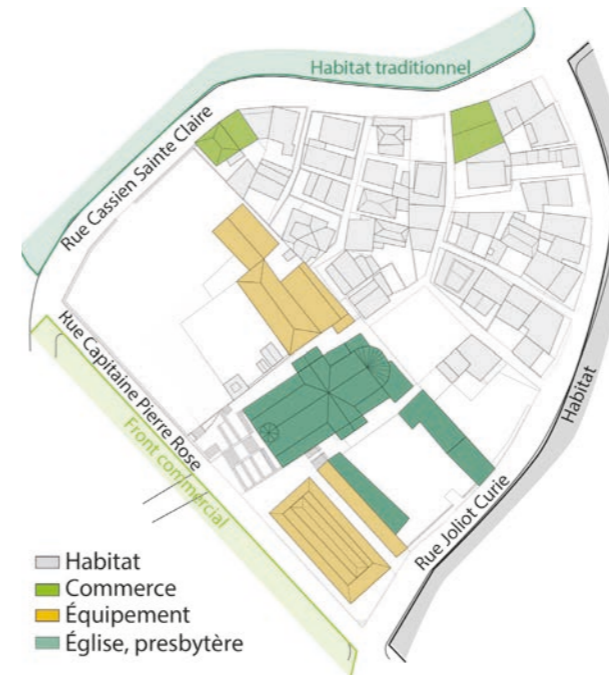 Habitat traditionnel
Rue Cassien Sainte Claire
Rue Capitaine Pierre Rose
Front commercial
Habitat
Rue Joliot Curie
Habitat
Commerce
Équipement
Église, presbytère